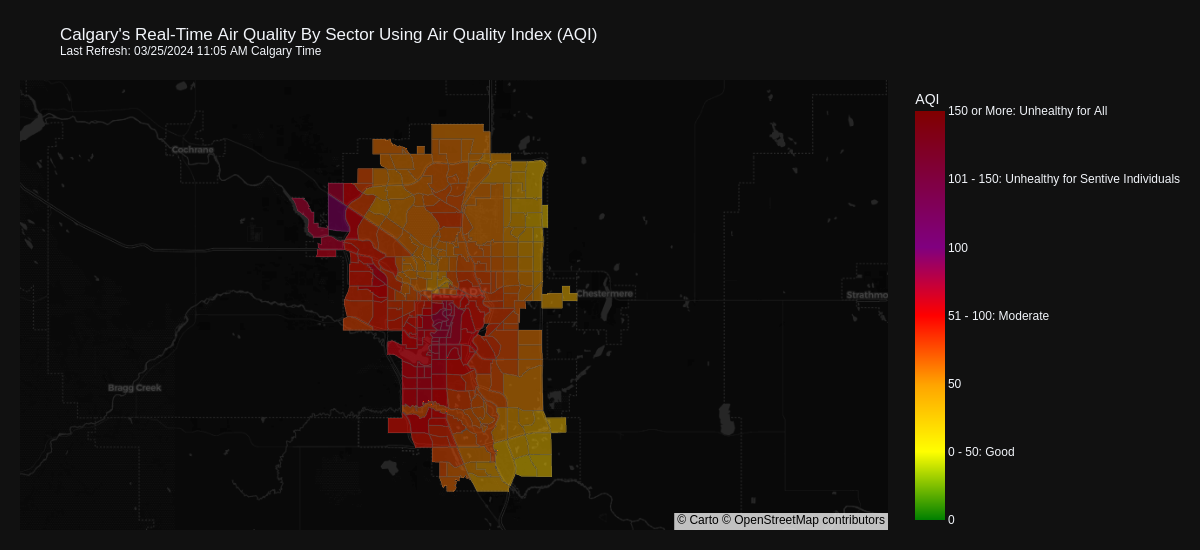 Calgary's Real-Time Air Quality By Sector Using Air Quality Index (AQI)
Last Refresh: 03/25/2024 11:05 AM Calgary Time
AQI
150 or More: Unhealthy for All
101 - 150: Unhealthy for Sentive Individuals
100
51 - 100: Moderate
50
0 - 50: Good
0
Cochrane
CALGARY
Chestermere
Strathmo
Bragg Creek
© Carto © OpenStreetMap contributors